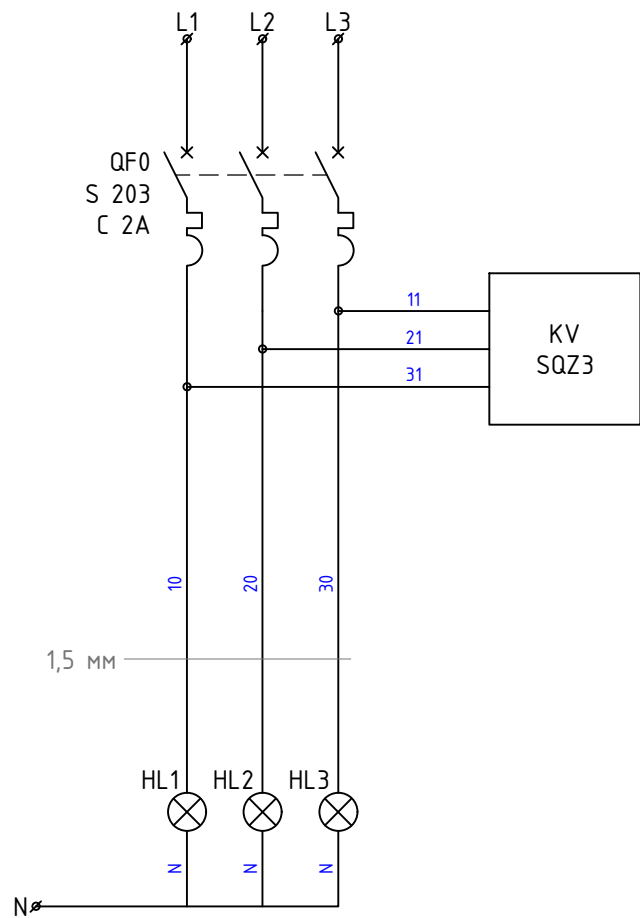 L1 L2 L3
QF0
S 203
C 2A
11
21
31
KV
SQZ3
10 20 30
1,5 мм
HL1 HL2 HL3
N N N
N